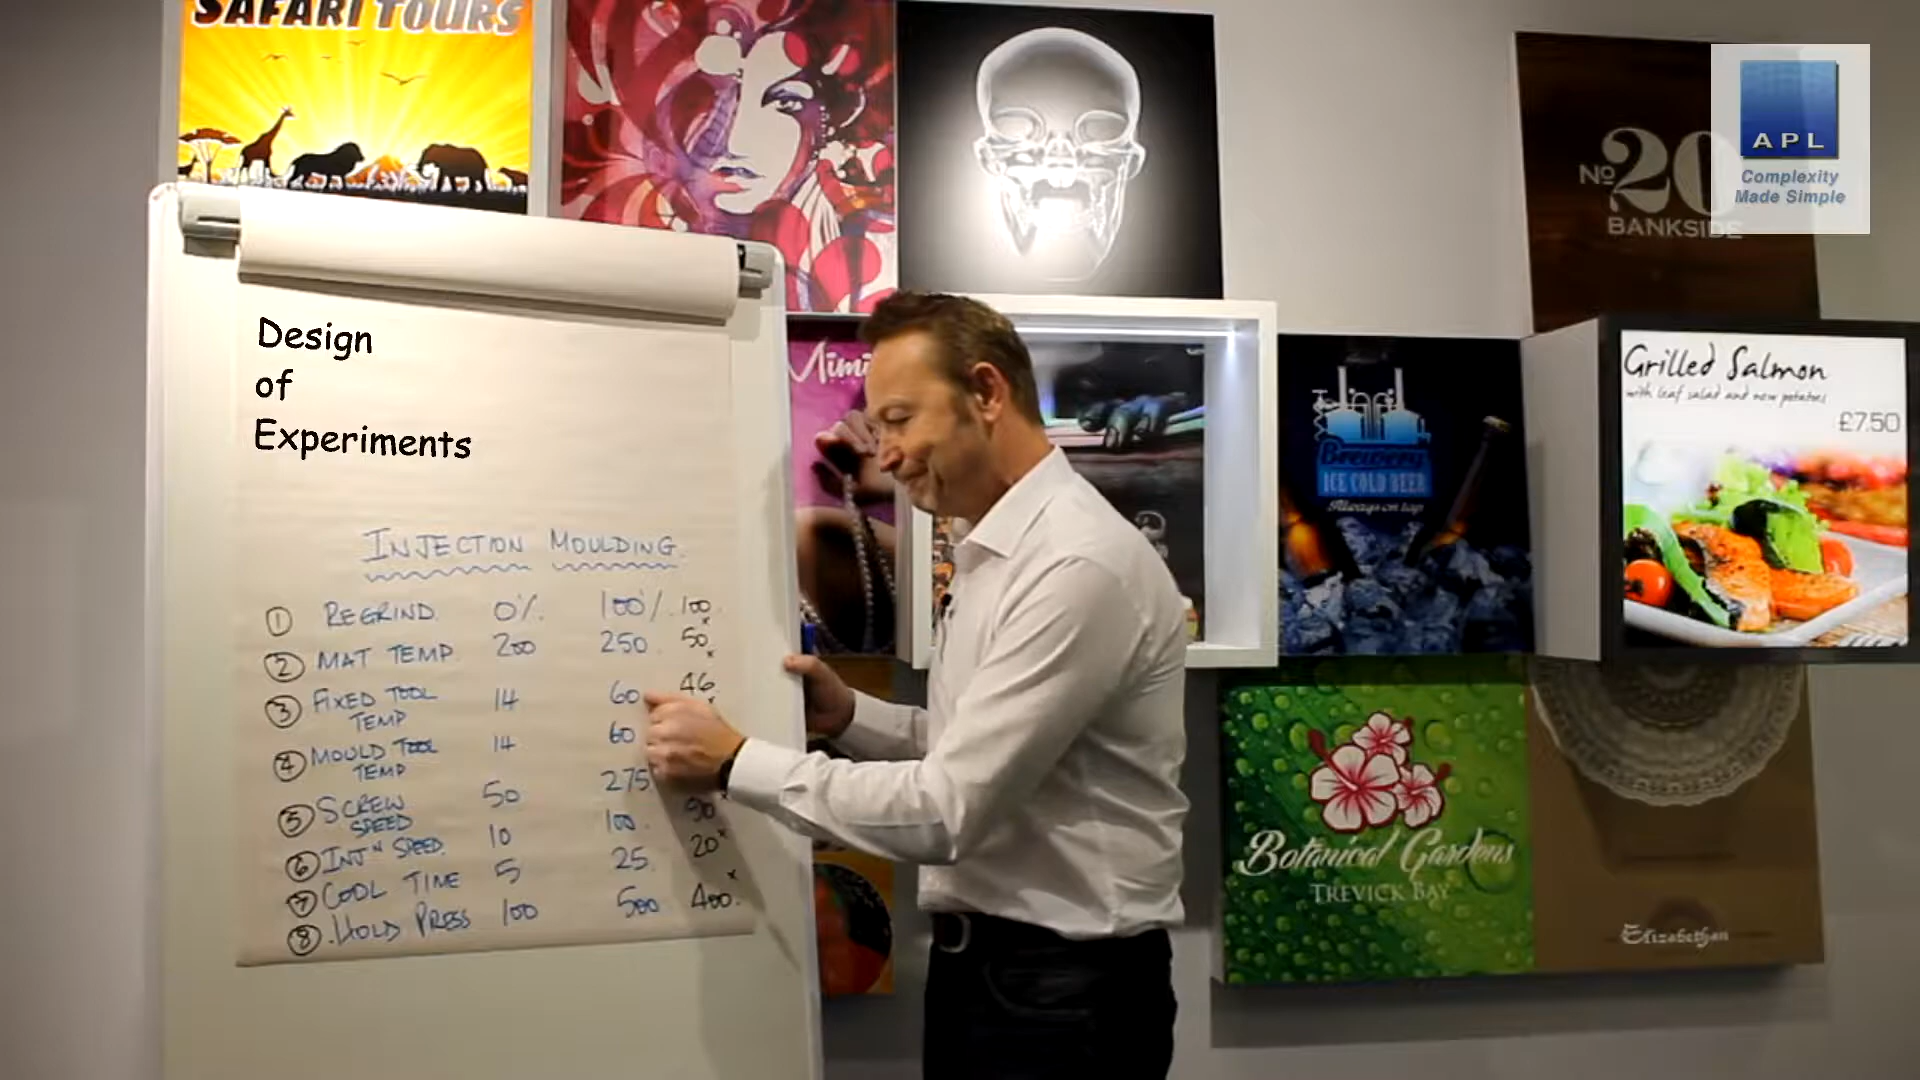 SAFARI TOURS
No 20
BANKSIDE
APL
Complexity
Made Simple
Design
of
Experiments
INJECTION MOULDING.
1 REGRIND. 0% 100% 100.
x
2 MAT TEMP. 200 250. 50.
x
3 FIXED TOOL TEMP 14 60 46
x
4 MOULD TOOL TEMP 14 60
5 SCREW SPEED 50 275
6 INJN SPEED. 10 100. 90
x
7 COOL TIME 5 25. 20
x
8 .HOLD PRESS 100 500 400.
Mimi
Brewery
ICE COLD BEER
Always on tap
Grilled Salmon
with leaf salad and new potatoes
£7.50
Botanical Gardens
TREVICK BAY
Elizabethan